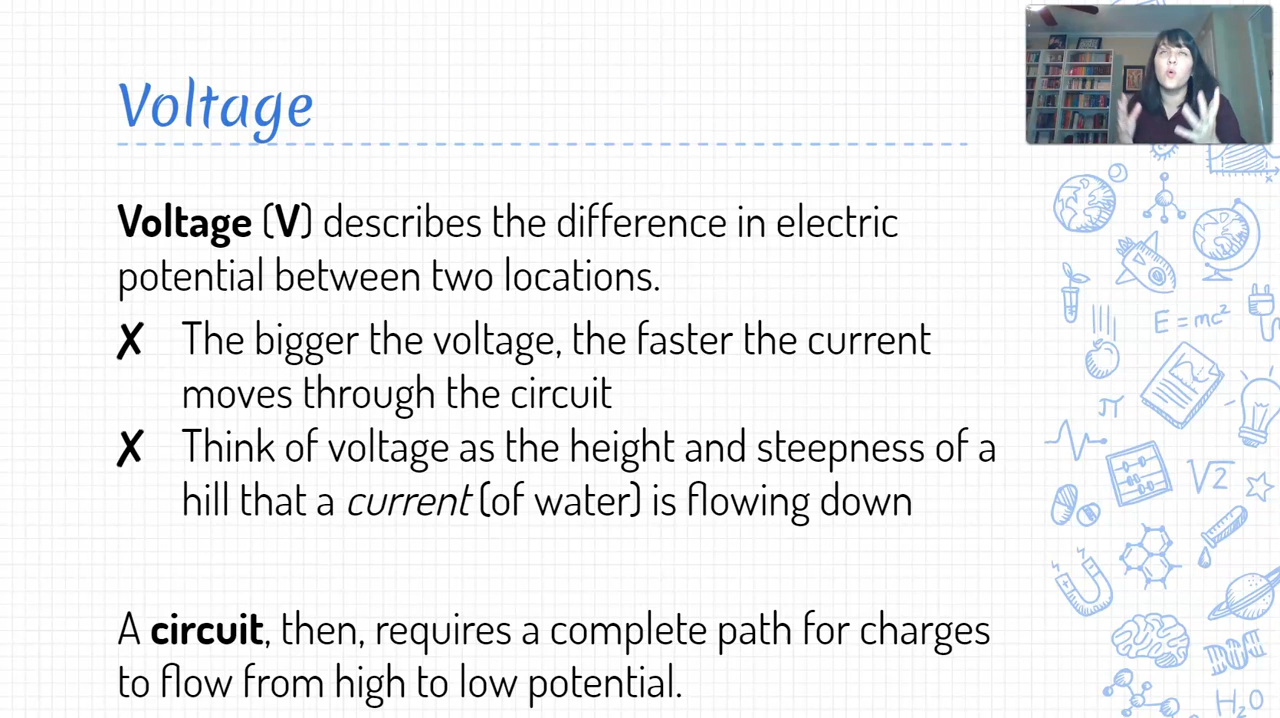 Voltage
Voltage (V) describes the difference in electric
potential between two locations.
✗ The bigger the voltage, the faster the current
moves through the circuit
✗ Think of voltage as the height and steepness of a
hill that a current (of water) is flowing down
A circuit, then, requires a complete path for charges
to flow from high to low potential.
E=mc²
π
√2
H₂O